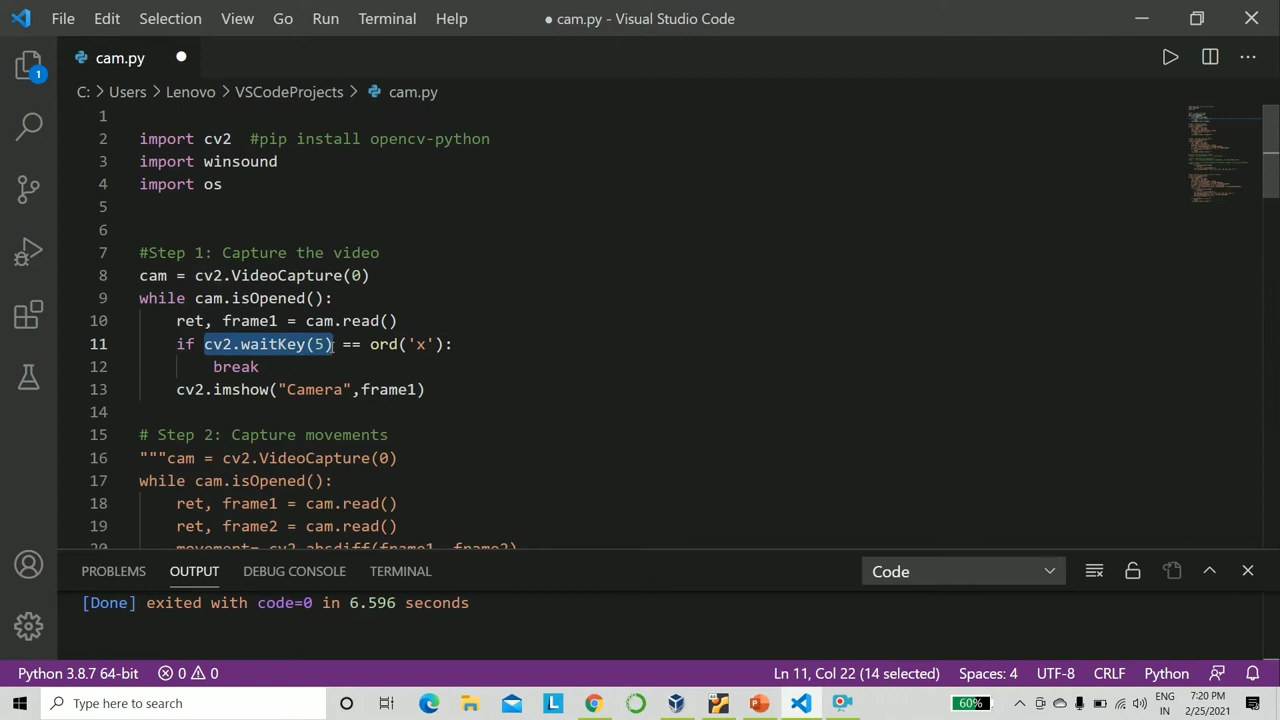 File Edit Selection View Go Run Terminal Help
● cam.py - Visual Studio Code
cam.py
C: > Users > Lenovo > VSCodeProjects > cam.py
1
1
2 import cv2  #pip install opencv-python
3 import winsound
4 import os
5
6
7 #Step 1: Capture the video
8 cam = cv2.VideoCapture(0)
9 while cam.isOpened():
10     ret, frame1 = cam.read()
11     if cv2.waitKey(5) == ord('x'):
12         break
13     cv2.imshow("Camera",frame1)
14
15 # Step 2: Capture movements
16 """cam = cv2.VideoCapture(0)
17 while cam.isOpened():
18     ret, frame1 = cam.read()
19     ret, frame2 = cam.read()
20     movement= cv2.absdiff(frame1, frame2)
PROBLEMS OUTPUT DEBUG CONSOLE TERMINAL
Code
[Done] exited with code=0 in 6.596 seconds
Python 3.8.7 64-bit 0 0 Ln 11, Col 22 (14 selected) Spaces: 4 UTF-8 CRLF Python
Type here to search
L
60%
ENG
IN
7:20 PM
2/25/2021